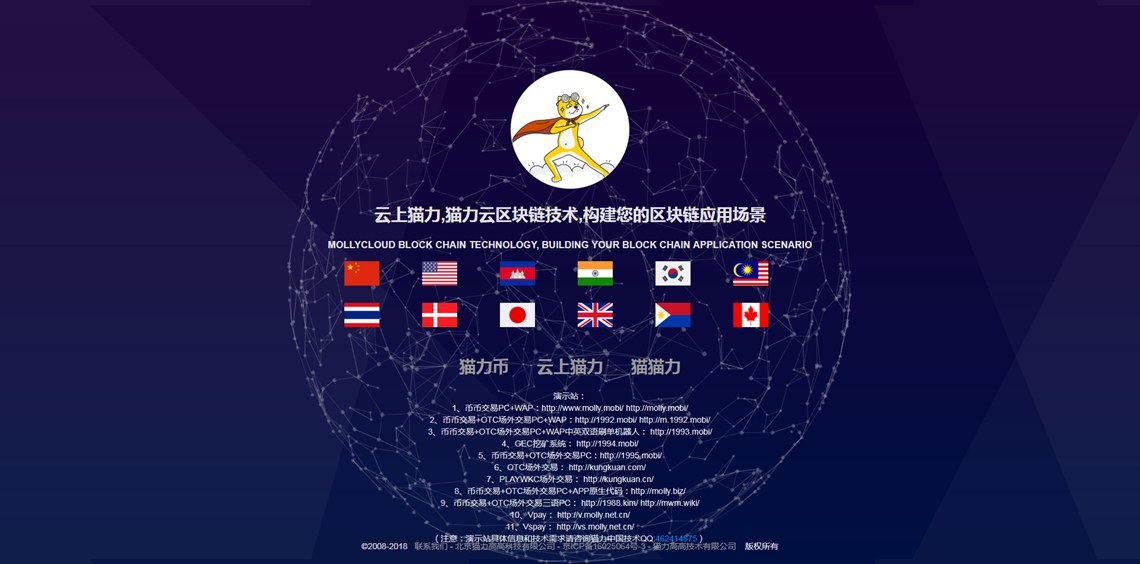 云上猫力,猫力云区块链技术,构建您的区块链应用场景
MOLLYCLOUD BLOCK CHAIN TECHNOLOGY, BUILDING YOUR BLOCK CHAIN APPLICATION SCENARIO
猫力币 云上猫力 猫猫力
演示站：
1、币币交易PC+WAP：http://www.molly.mobi/ http://molly.mobi/
2、币币交易+OTC场外交易PC+WAP：http://1992.mobi/ http://m.1992.mobi/
3、币币交易+OTC场外交易PC+WAP中英双语刷单机器人： http://1993.mobi/
4、GEC挖矿系统： http://1994.mobi/
5、币币交易+OTC场外交易PC：http://1995.mobi/
6、OTC场外交易： http://kungkuan.com/
7、PLAYWKC场外交易： http://kungkuan.cn/
8、币币交易+OTC场外交易PC+APP原生代码：http://molly.biz/
9、币币交易+OTC场外交易三语PC： http://1988.kim/ http://mwm.wiki/
10、Vpay： http://v.molly.net.cn/
11、Vspay： http://vs.molly.net.cn/
( 注意：演示站具体信息和技术需求请咨询猫力中国技术QQ:462414875 )
©2008-2018 联系我们 - 北京猫力高高科技有限公司 - 京ICP备16025064号-3 - 猫力高高技术有限公司 版权所有